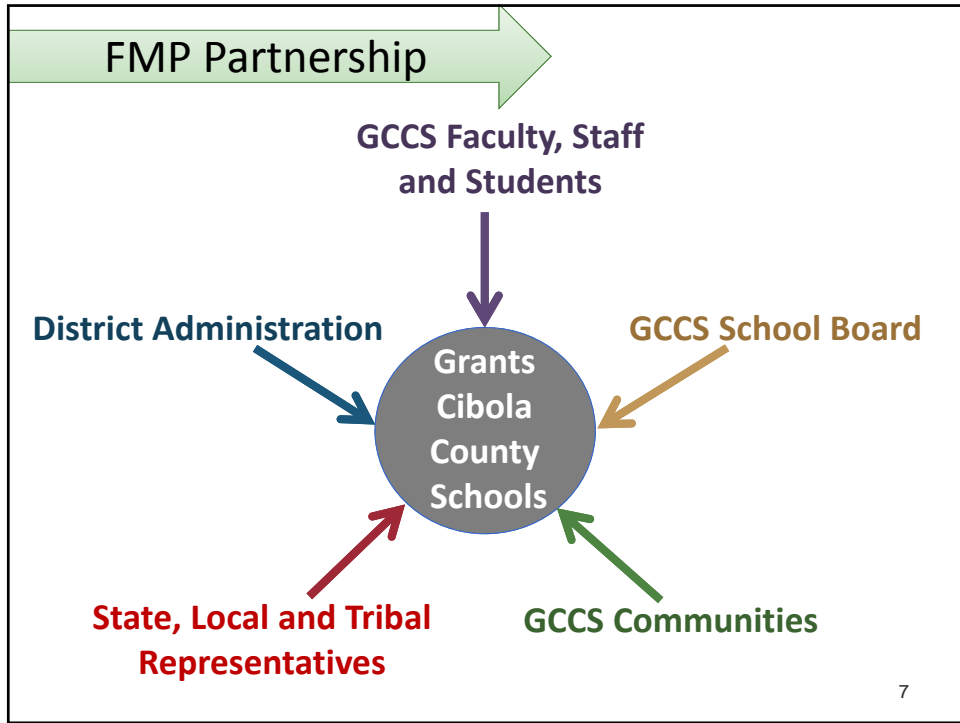 FMP Partnership
GCCS Faculty, Staff
and Students
District Administration
GCCS School Board
Grants
Cibola
County
Schools
State, Local and Tribal
Representatives
GCCS Communities
7